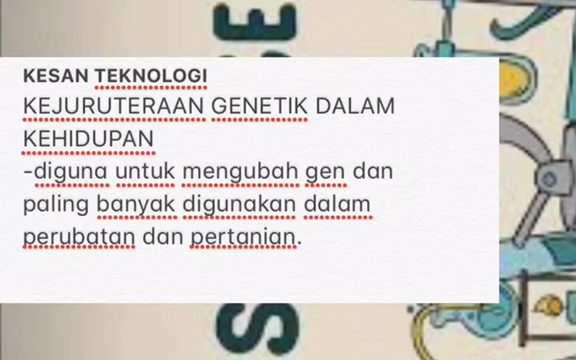 KESAN TEKNOLOGI
KEJURUTERAAN GENETIK DALAM
KEHIDUPAN
-diguna untuk mengubah gen dan
paling banyak digunakan dalam
perubatan dan pertanian.